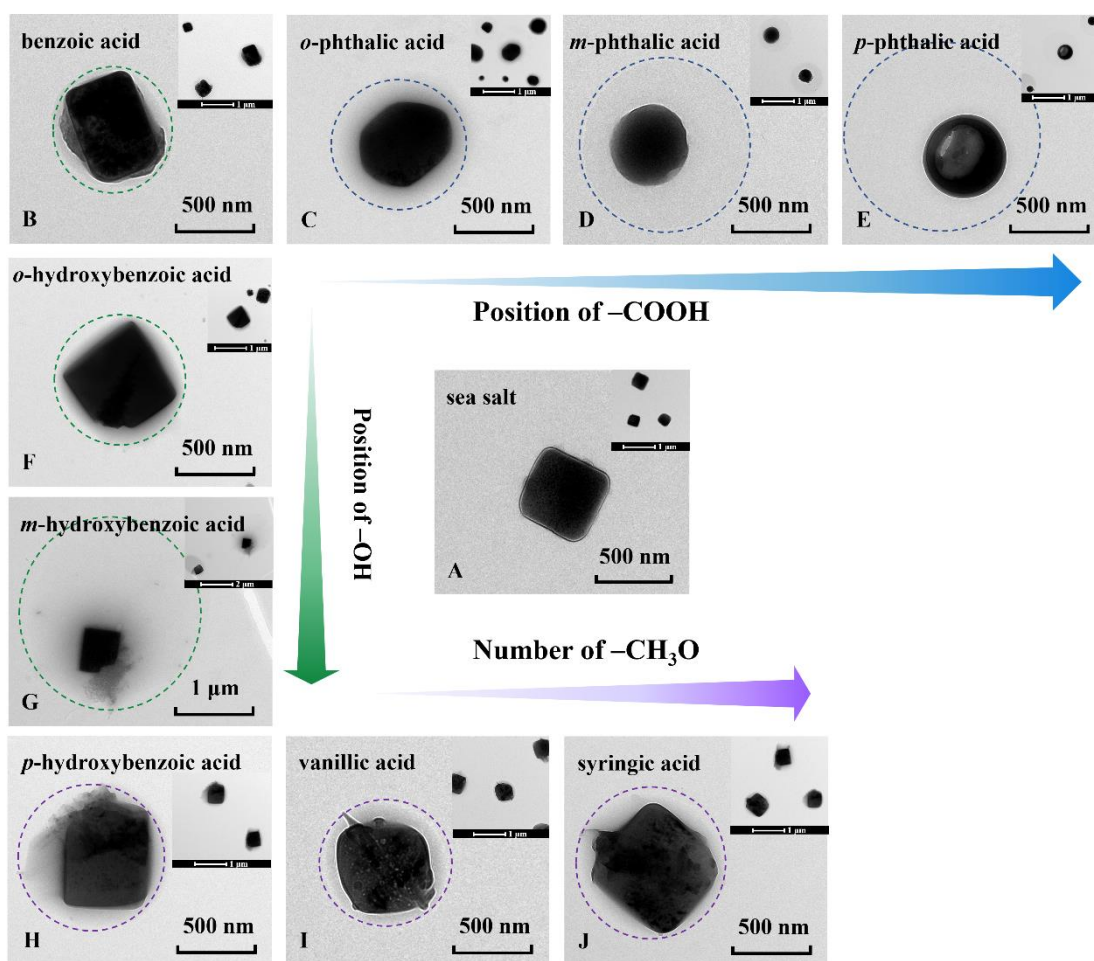 benzoic acid
1 μm
B
500 nm
o-phthalic acid
1 μm
C
500 nm
m-phthalic acid
1 μm
D
500 nm
p-phthalic acid
1 μm
E
500 nm
o-hydroxybenzoic acid
1 μm
F
500 nm
Position of –COOH
Position of –OH
sea salt
1 μm
A
500 nm
m-hydroxybenzoic acid
2 μm
G
1 μm
Number of –CH₃O
p-hydroxybenzoic acid
1 μm
H
500 nm
vanillic acid
1 μm
I
500 nm
syringic acid
1 μm
J
500 nm